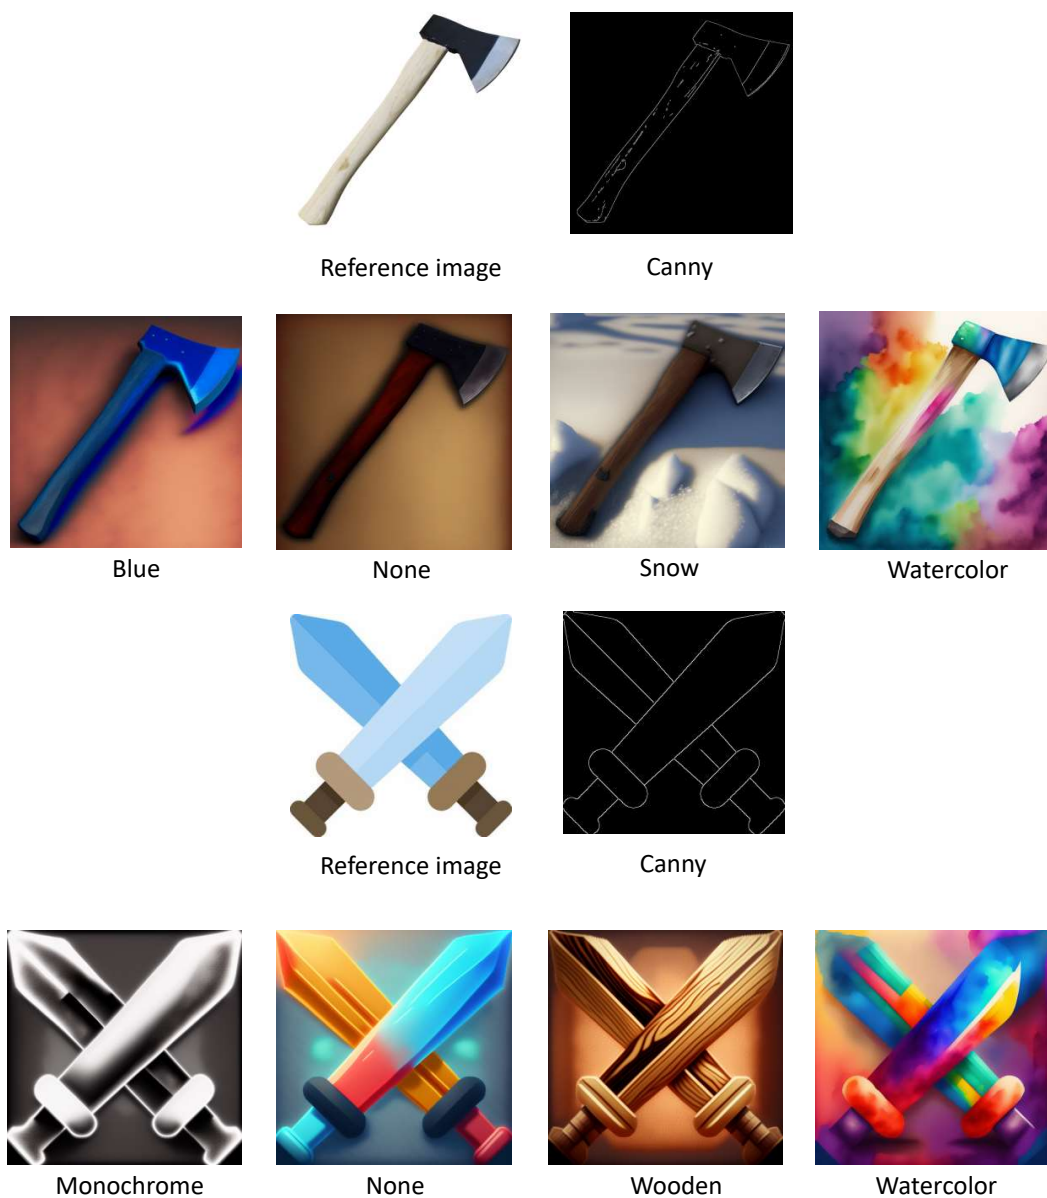 Reference image
Canny
Blue
None
Snow
Watercolor
Reference image
Canny
Monochrome
None
Wooden
Watercolor